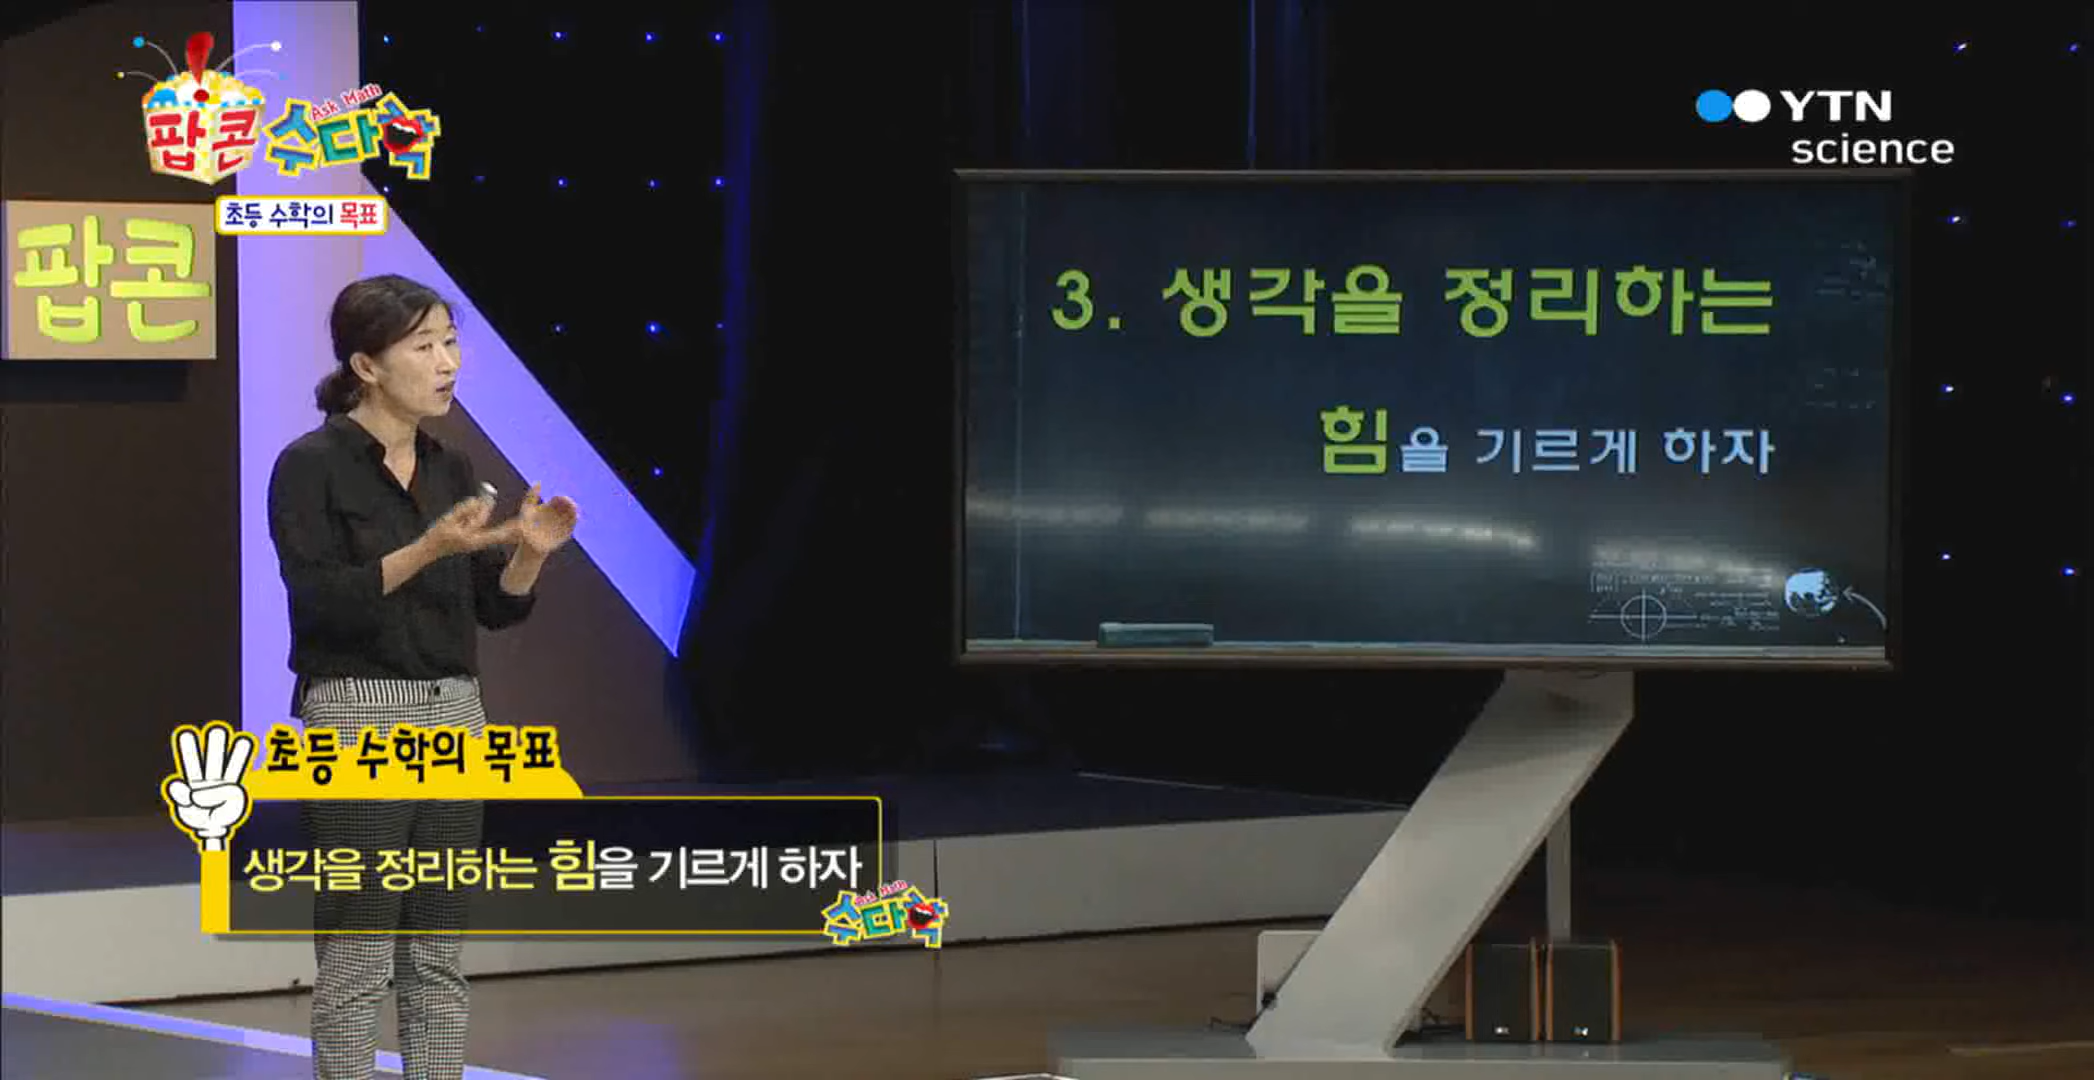 팝콘
Ask Math
수다학
초등 수학의 목표
YTN
science
팝콘
3. 생각을 정리하는
힘을 기르게 하자
초등 수학의 목표
생각을 정리하는 힘을 기르게 하자
Ask Math
수다학